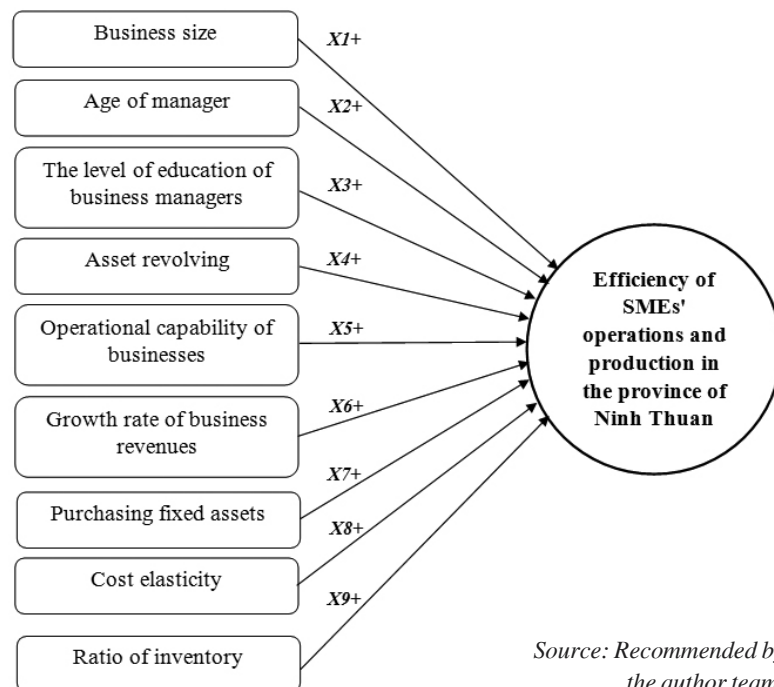 Business size
X1+
Age of manager
X2+
The level of education of
business managers
X3+
Asset revolving
X4+
Operational capability of
businesses
X5+
Growth rate of business
revenues
X6+
Purchasing fixed assets
X7+
Cost elasticity
X8+
Ratio of inventory
X9+
Efficiency of
SMEs'
operations and
production in
the province of
Ninh Thuan
Source: Recommended by
the author team